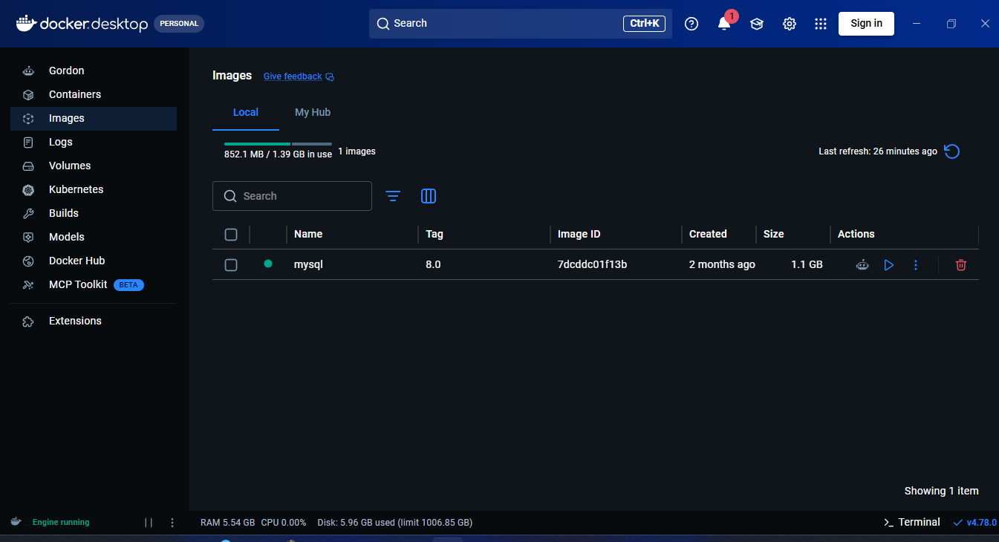 docker.desktop PERSONAL Search Ctrl+K 1 Sign in
Gordon
Containers
Images
Logs
Volumes
Kubernetes
Builds
Models
Docker Hub
MCP Toolkit BETA
Extensions
Images Give feedback
Local My Hub
852.1 MB / 1.39 GB in use 1 images
Last refresh: 26 minutes ago
Search
Name Tag Image ID Created Size Actions
mysql 8.0 7dcddc01f13b 2 months ago 1.1 GB
Showing 1 item
Engine running RAM 5.54 GB CPU 0.00% Disk: 5.96 GB used (limit 1006.85 GB) Terminal v4.78.0